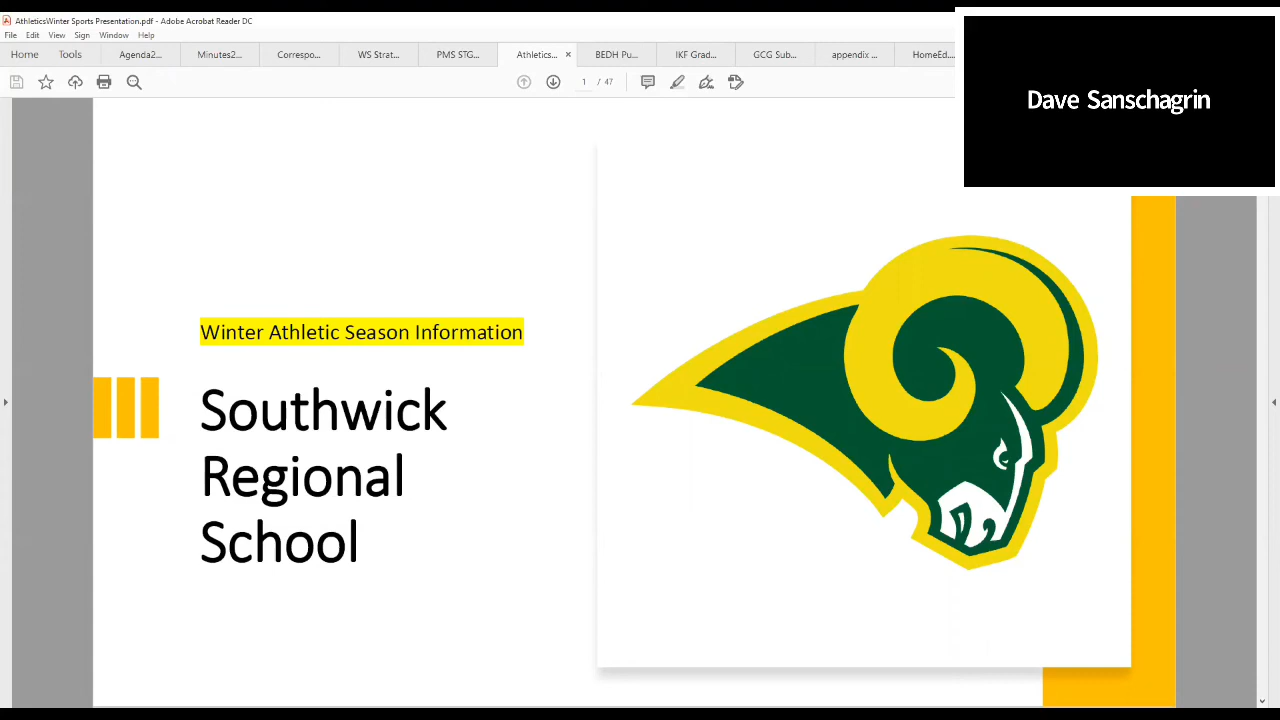 AthleticsWinter Sports Presentation.pdf - Adobe Acrobat Reader DC
File Edit View Sign Window Help
Home Tools Agenda2... Minutes2... Correspo... WS Strat... PMS STG... Athletics... × BEDH Pu... IKF Grad... GCG Sub... appendix ... HomeEd...
1 / 47
Dave Sanschagrin
Winter Athletic Season Information
Southwick
Regional
School